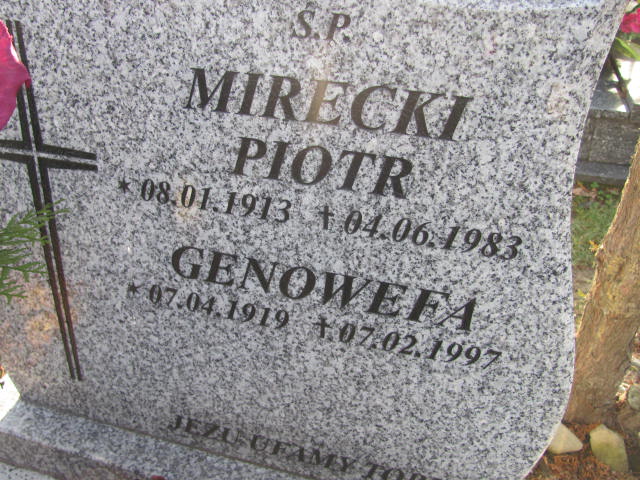 Ś.P.
MIRECKI
PIOTR
* 08.01.1913 † 04.06.1983
GENOWEFA
* 07.04.1919 † 07.02.1997
JEZU UFAMY